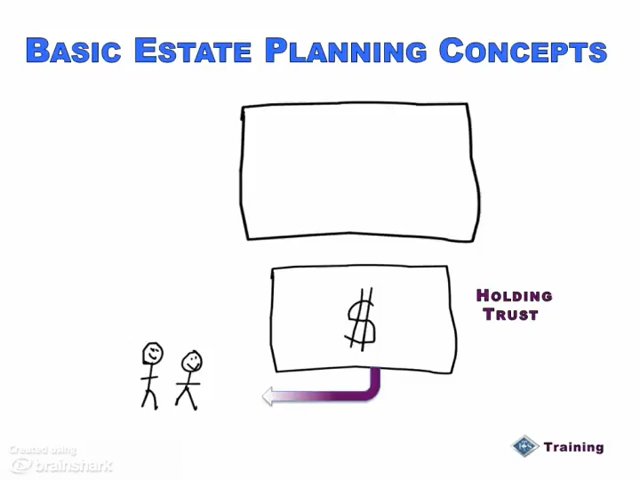 BASIC ESTATE PLANNING CONCEPTS
$
HOLDING
TRUST
Training
Created using
brainshark